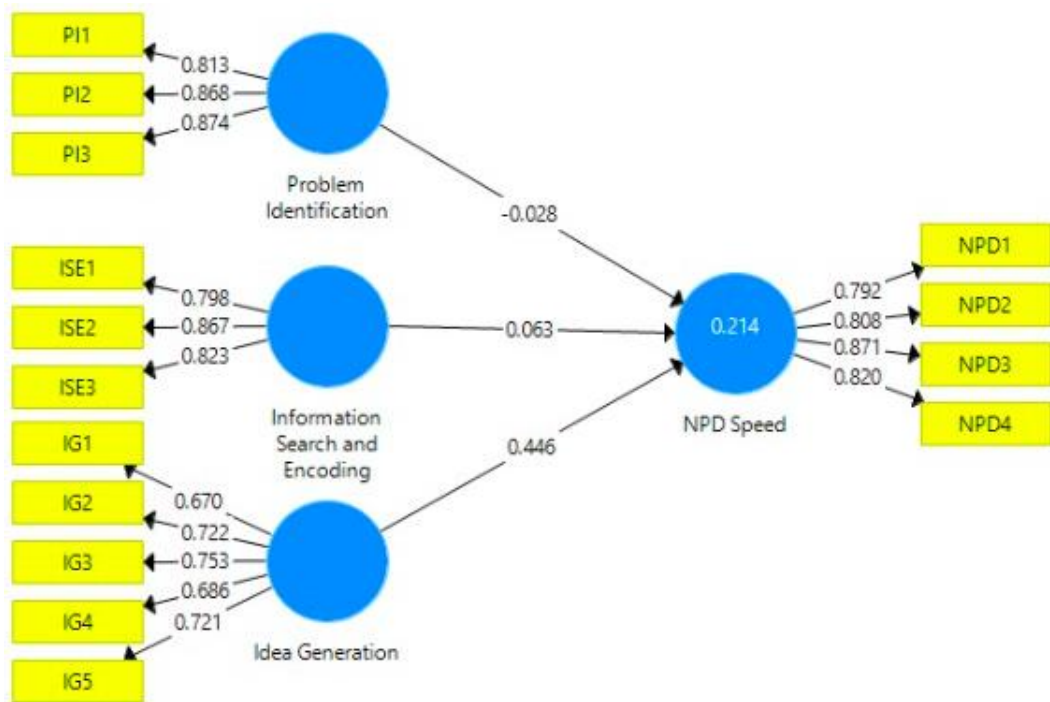 PI1
0.813
PI2
0.868
0.874
PI3
Problem
Identification
-0.028
ISE1
0.798
ISE2
0.867
0.823
ISE3
Information
Search and
Encoding
0.063
IG1
0.670
IG2
0.722
IG3
0.753
0.686
IG4
0.721
IG5
Idea Generation
0.446
0.214
NPD Speed
NPD1
0.792
NPD2
0.808
0.871
NPD3
0.820
NPD4